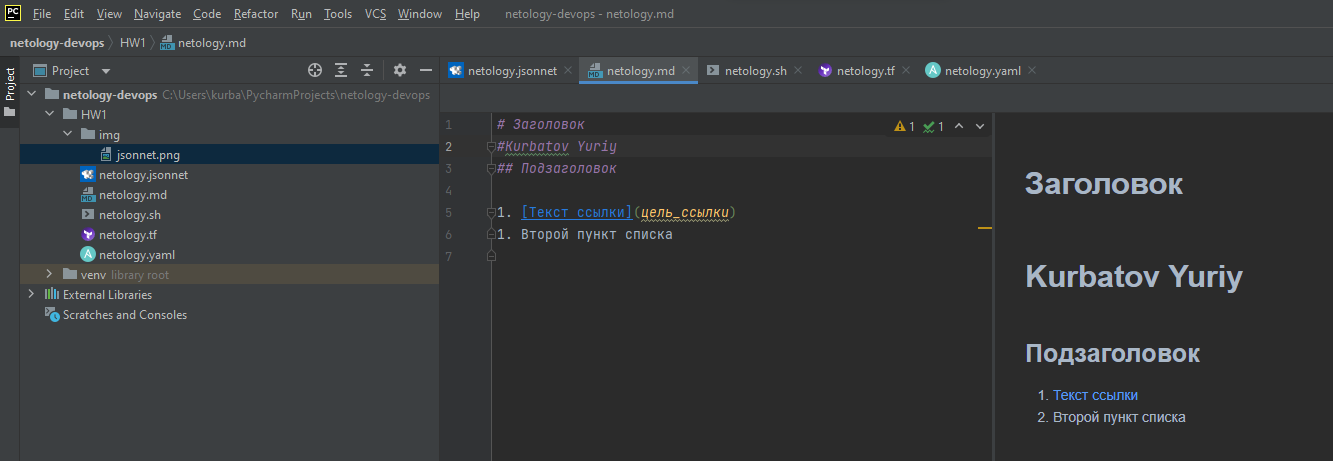 PC File Edit View Navigate Code Refactor Run Tools VCS Window Help netology-devops - netology.md
netology-devops HW1 netology.md
Project netology.jsonnet netology.md netology.sh netology.tf netology.yaml
Project
netology-devops C:\Users\kurba\PycharmProjects\netology-devops
HW1
img
jsonnet.png
netology.jsonnet
netology.md
netology.sh
netology.tf
netology.yaml
venv library root
External Libraries
Scratches and Consoles
1 # Заголовок
2 #Kurbatov Yuriy
3 ## Подзаголовок
4
5 1. [Текст ссылки](цель_ссылки)
6 1. Второй пункт списка
7
1 1
Заголовок
Kurbatov Yuriy
Подзаголовок
1. Текст ссылки
2. Второй пункт списка